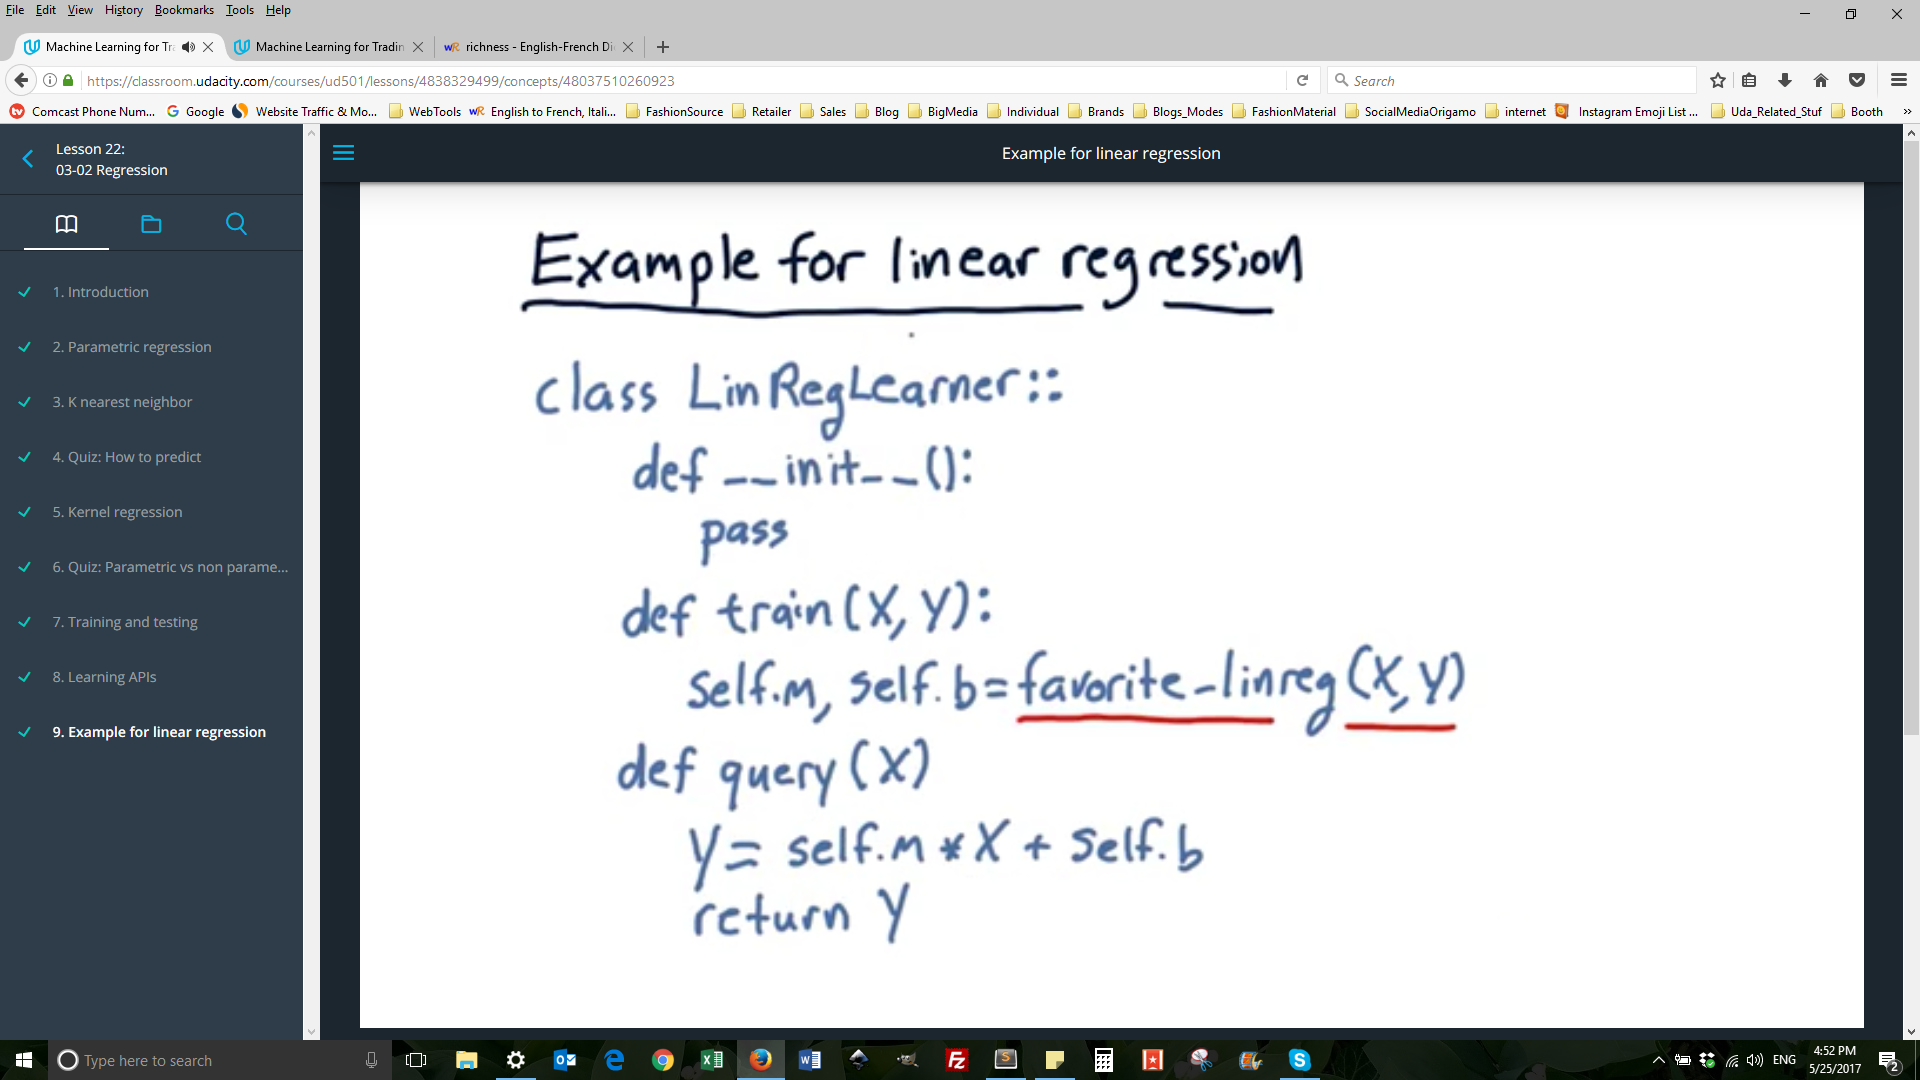 File Edit View History Bookmarks Tools Help
Machine Learning for Tra Machine Learning for Tradin wR richness - English-French Di
https://classroom.udacity.com/courses/ud501/lessons/4838329499/concepts/48037510260923 Search
Comcast Phone Num... Google Website Traffic & Mo... WebTools wR English to French, Itali... FashionSource Retailer Sales Blog BigMedia Individual Brands Blogs_Modes FashionMaterial SocialMediaOrigamo internet Instagram Emoji List ... Uda_Related_Stuf Booth »
Lesson 22:
03-02 Regression
1. Introduction
2. Parametric regression
3. K nearest neighbor
4. Quiz: How to predict
5. Kernel regression
6. Quiz: Parametric vs non parame...
7. Training and testing
8. Learning APIs
9. Example for linear regression
Example for linear regression
Example for linear regression
class LinRegLearner::
def __init__():
pass
def train(X, Y):
self.m, self.b = favorite_linreg(X, Y)
def query(X)
Y = self.m * X + self.b
return Y
Type here to search
ENG
4:52 PM
5/25/2017
2